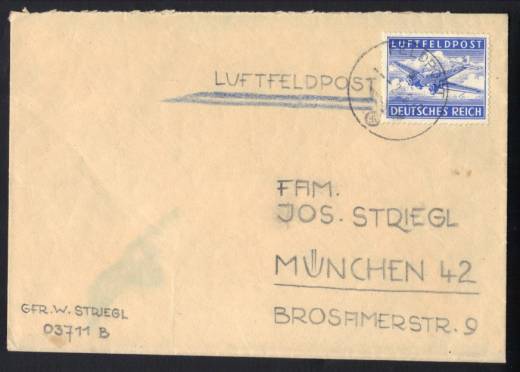 LUFTFELDPOST
LUFTFELDPOST
DEUTSCHES REICH
FAM.
JOS. STRIEGL
MÜNCHEN 42
BROSAMERSTR. 9
GFR. W. STRIEGL
03711 B